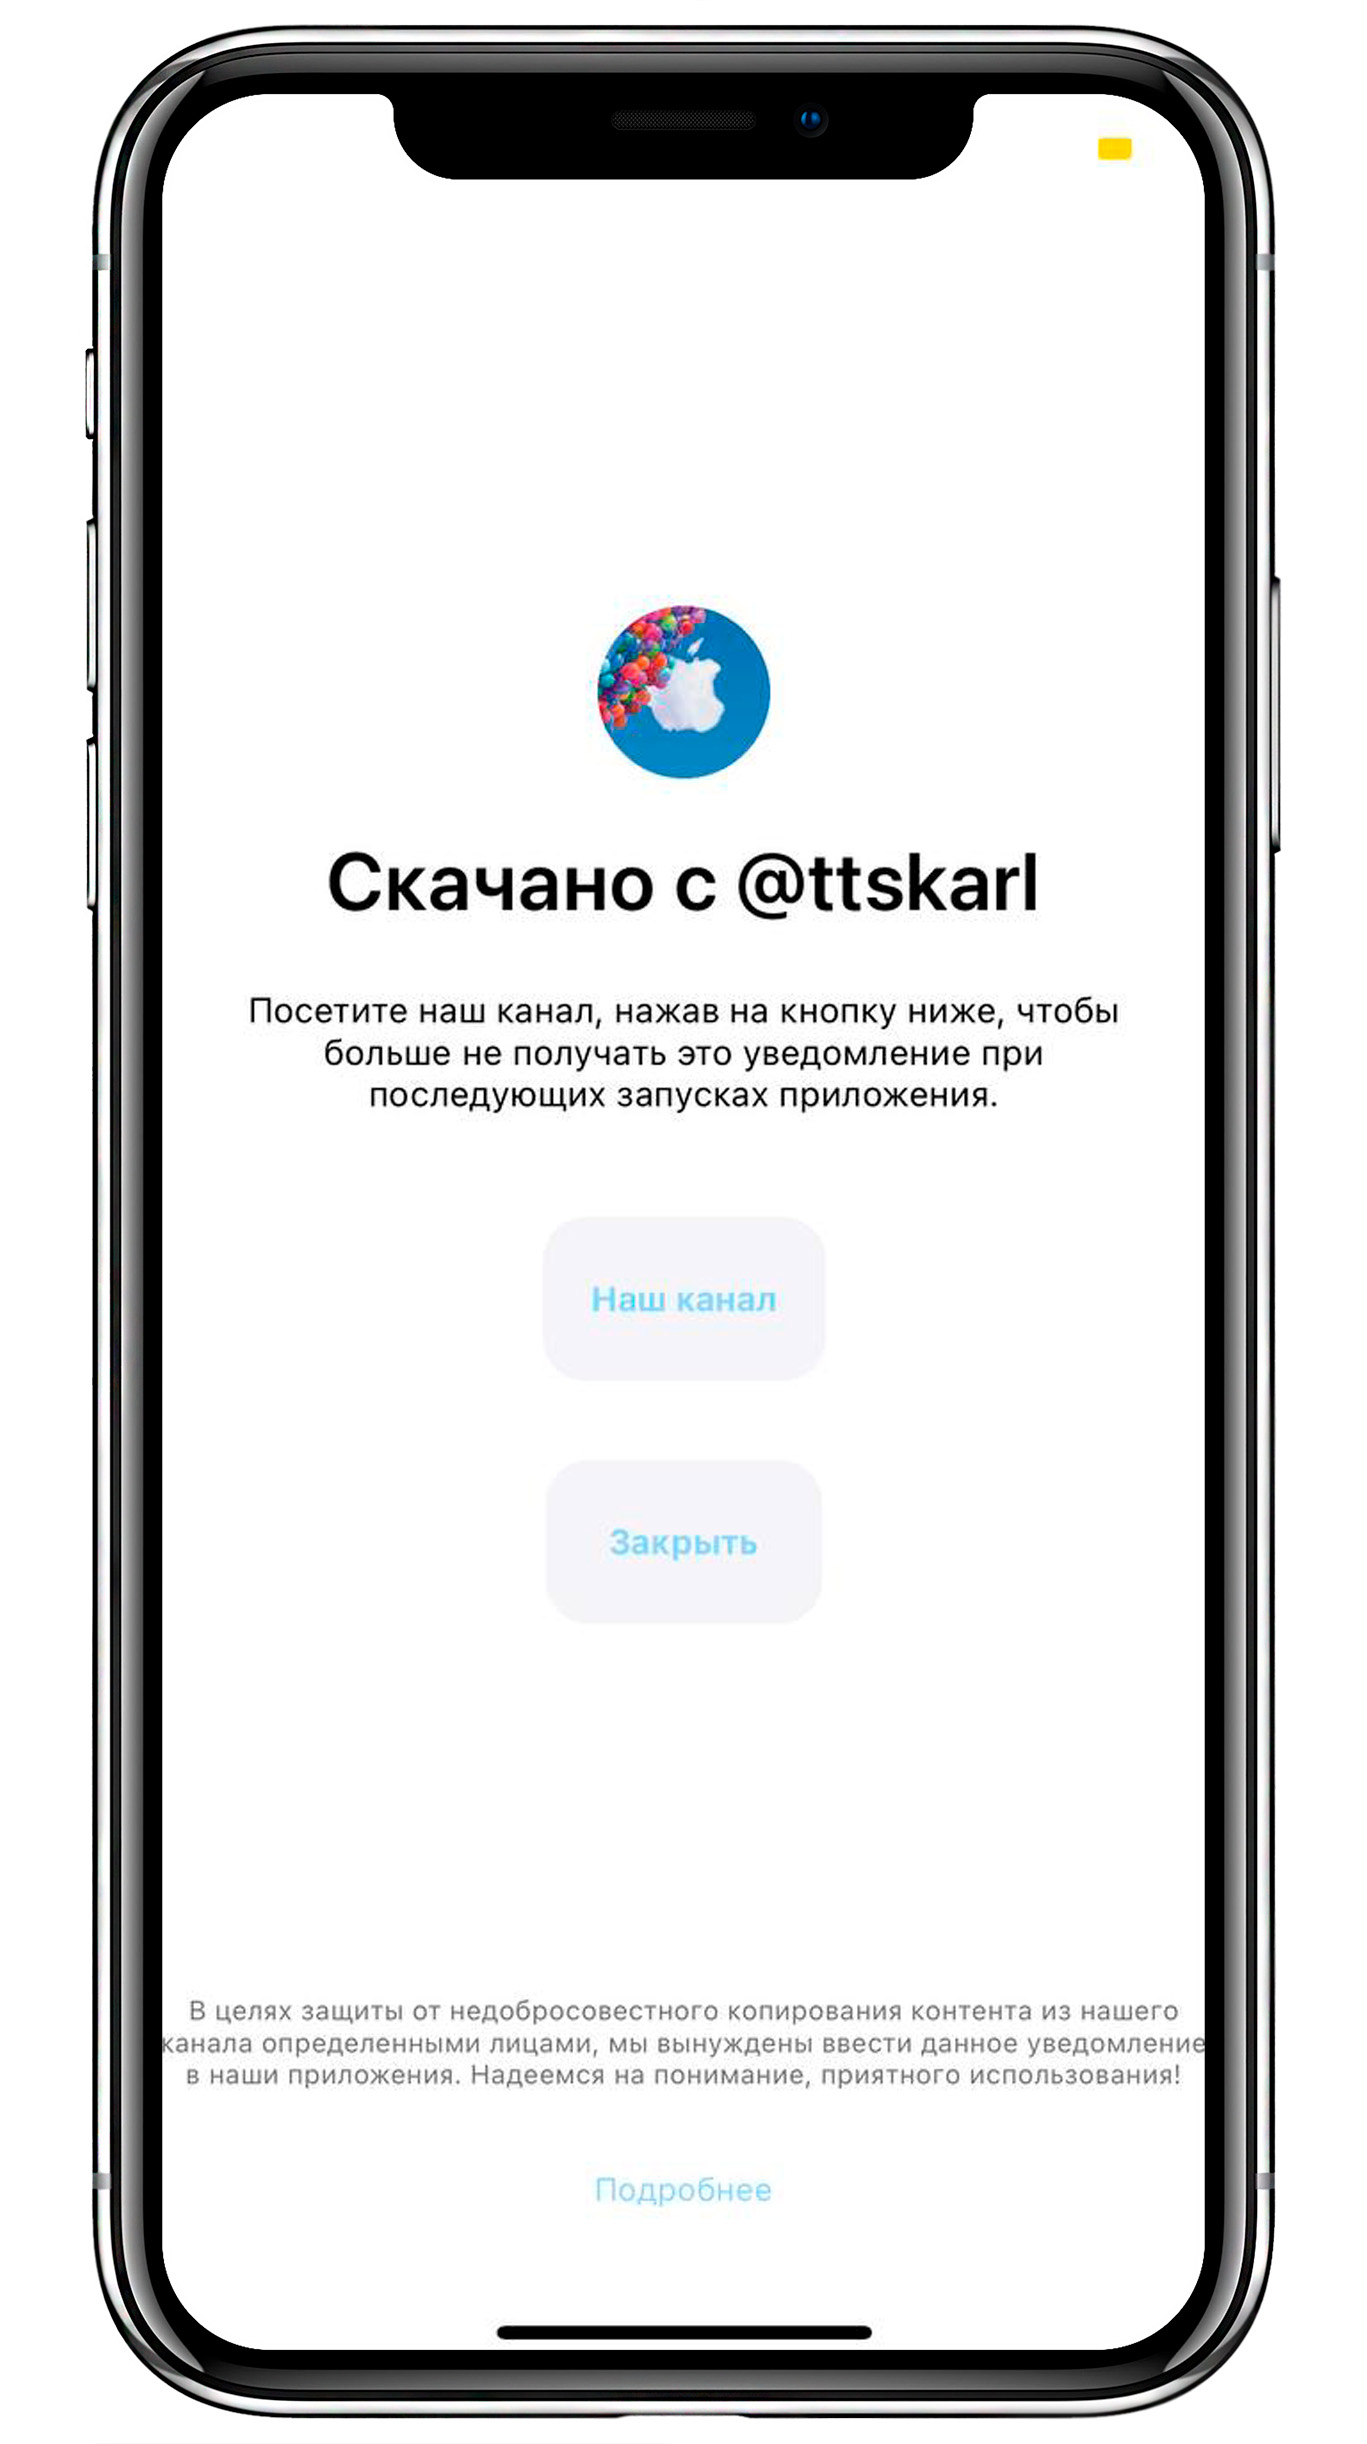 Скачано с @ttskarl
Посетите наш канал, нажав на кнопку ниже, чтобы
больше не получать это уведомление при
последующих запусках приложения.
Наш канал
Закрыть
В целях защиты от недобросовестного копирования контента из нашего
канала определенными лицами, мы вынуждены ввести данное уведомление
в наши приложения. Надеемся на понимание, приятного использования!
Подробнее